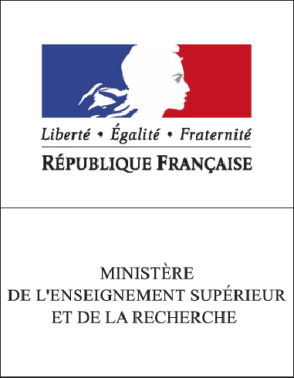 Liberté • Égalité • Fraternité
RÉPUBLIQUE FRANÇAISE
MINISTÈRE
DE L'ENSEIGNEMENT SUPÉRIEUR
ET DE LA RECHERCHE